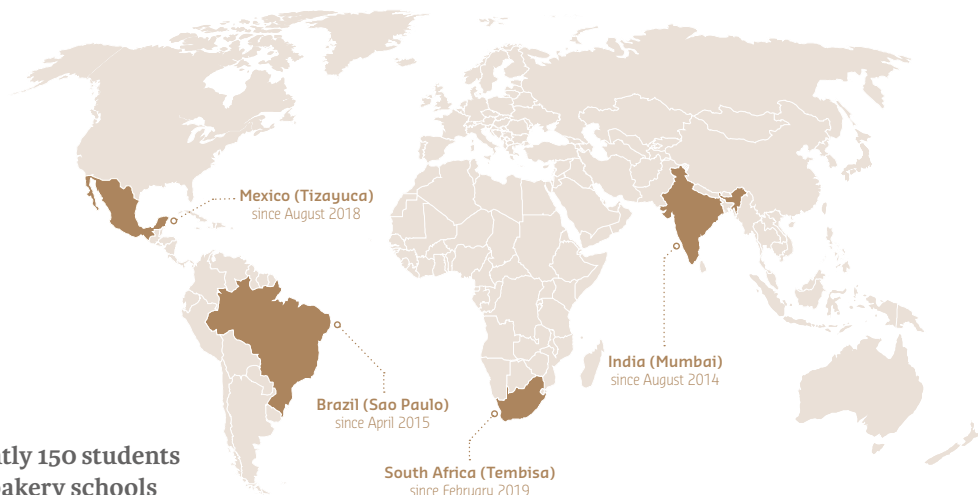 Mexico (Tizayuca)
since August 2018
India (Mumbai)
since August 2014
Brazil (Sao Paulo)
since April 2015
South Africa (Tembisa)
since February 2019
150 students
bakery schools